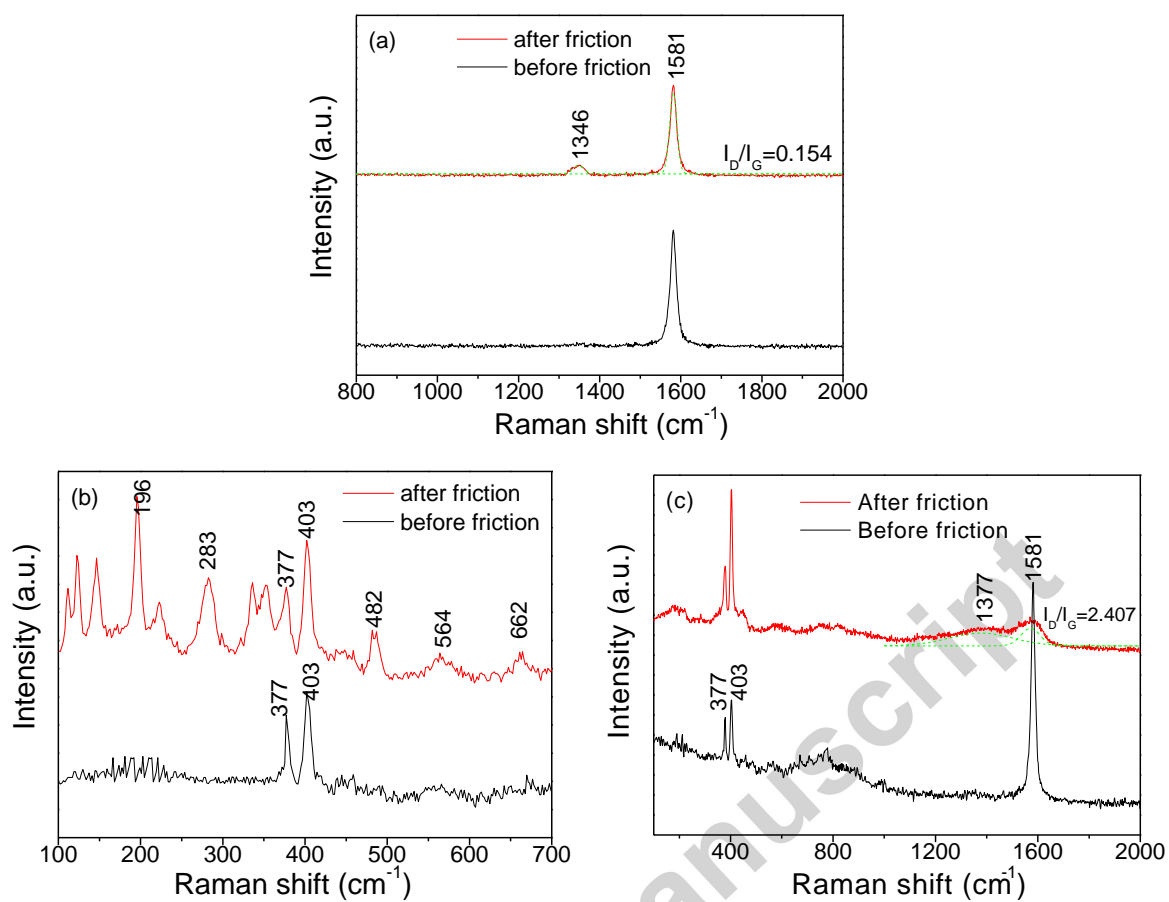 (a)
after friction
before friction
1346
1581
I_D/I_G=0.154
Intensity (a.u.)
800 1000 1200 1400 1600 1800 2000
Raman shift (cm⁻¹)
(b)
after friction
before friction
196
283
377
403
482
564
662
377
403
Intensity (a.u.)
100 200 300 400 500 600 700
Raman shift (cm⁻¹)
(c)
After friction
Before friction
1377
1581
I_D/I_G=2.407
377
403
Intensity (a.u.)
400 800 1200 1600 2000
Raman shift (cm⁻¹)
anuscript